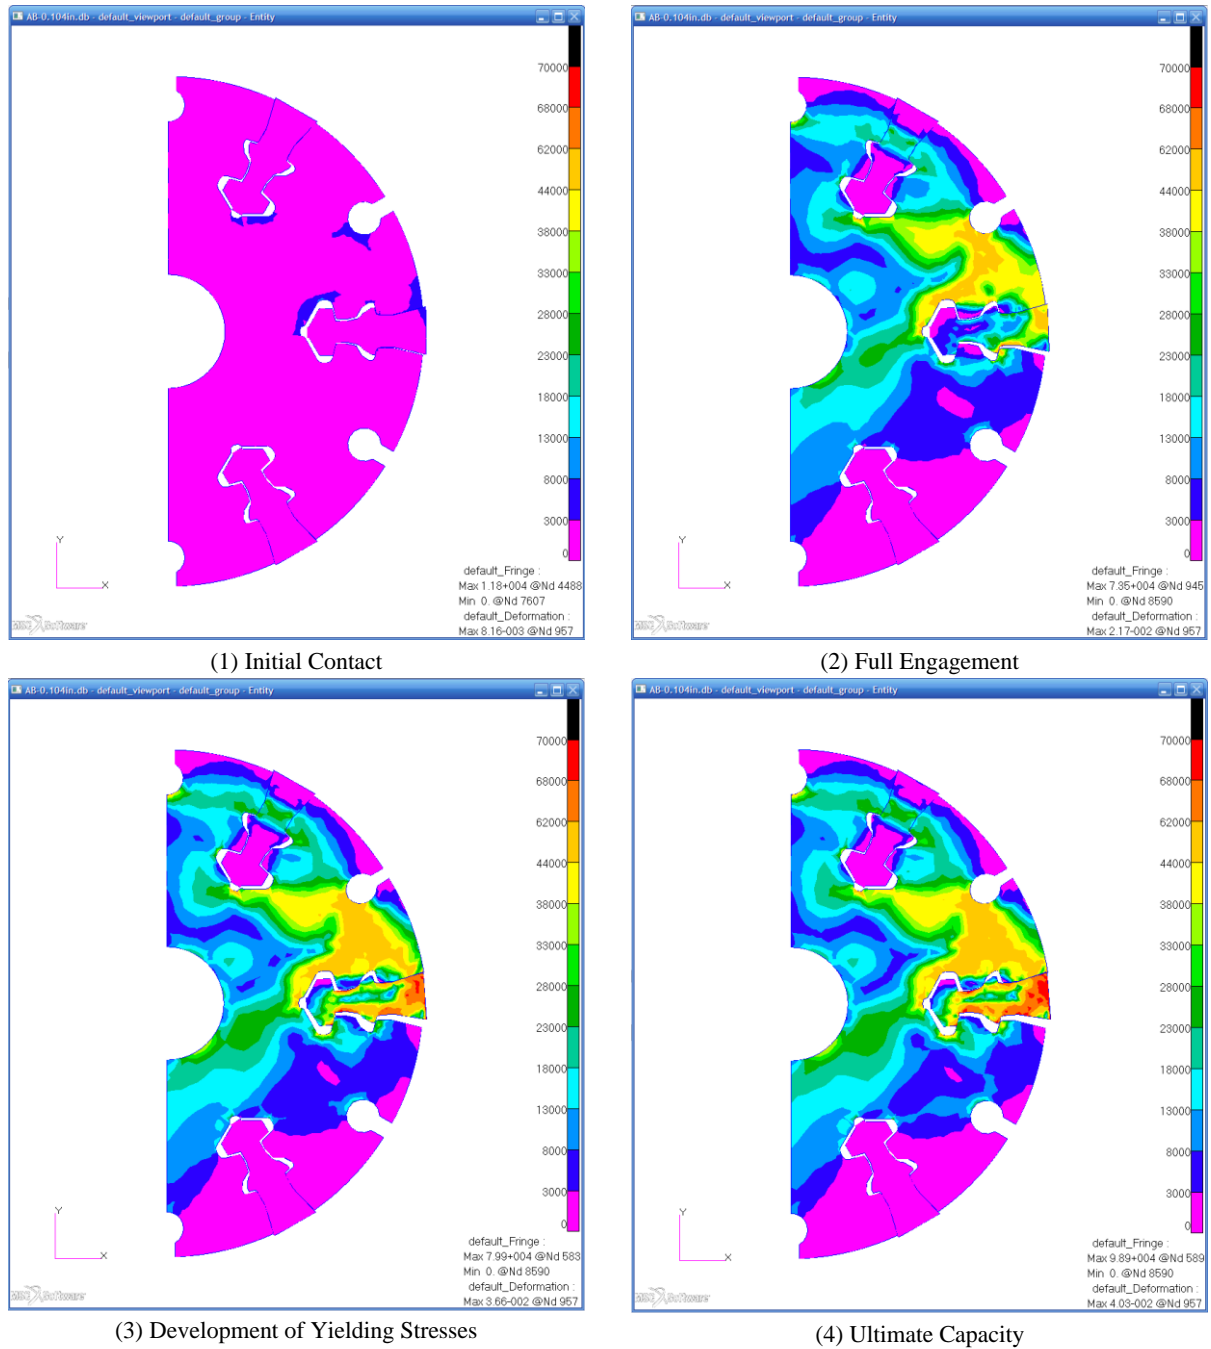 AB-0.104in.db - default_viewport - default_group - Entity
70000
68000
62000
44000
38000
33000
28000
23000
18000
13000
8000
3000
0
Y
X
default_Fringe :
Max 1.18+004 @Nd 4488
Min 0. @Nd 7607
default_Deformation :
Max 8.16-003 @Nd 957
MSC Software
(1) Initial Contact
AB-0.104in.db - default_viewport - default_group - Entity
70000
68000
62000
44000
38000
33000
28000
23000
18000
13000
8000
3000
0
Y
X
default_Fringe :
Max 7.35+004 @Nd 945
Min 0. @Nd 8590
default_Deformation :
Max 2.17-002 @Nd 957
MSC Software
(2) Full Engagement
AB-0.104in.db - default_viewport - default_group - Entity
70000
68000
62000
44000
38000
33000
28000
23000
18000
13000
8000
3000
0
Y
X
default_Fringe :
Max 7.99+004 @Nd 583
Min 0. @Nd 8590
default_Deformation :
Max 3.66-002 @Nd 957
MSC Software
(3) Development of Yielding Stresses
AB-0.104in.db - default_viewport - default_group - Entity
70000
68000
62000
44000
38000
33000
28000
23000
18000
13000
8000
3000
0
Y
X
default_Fringe :
Max 9.89+004 @Nd 589
Min 0. @Nd 8590
default_Deformation :
Max 4.03-002 @Nd 957
MSC Software
(4) Ultimate Capacity